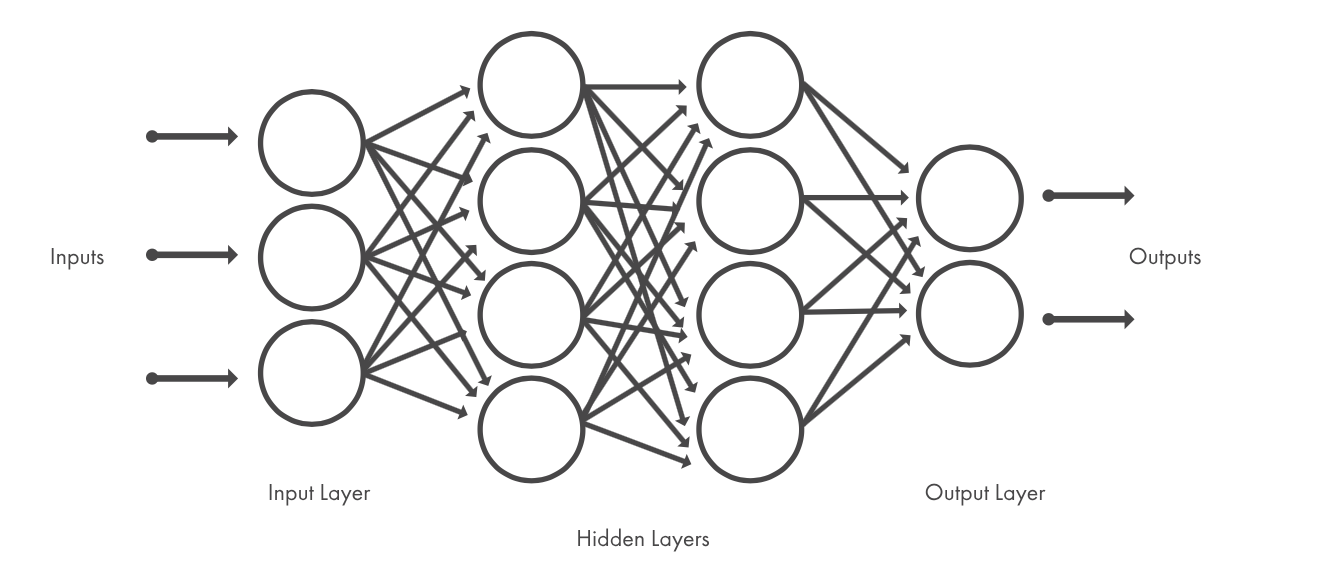 Inputs
Outputs
Input Layer
Output Layer
Hidden Layers